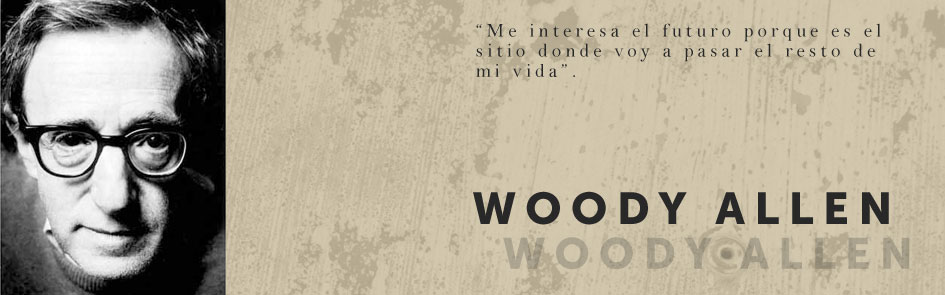 “Me interesa el futuro porque es el
sitio donde voy a pasar el resto de
mi vida”.
WOODY ALLEN
WOODY ALLEN